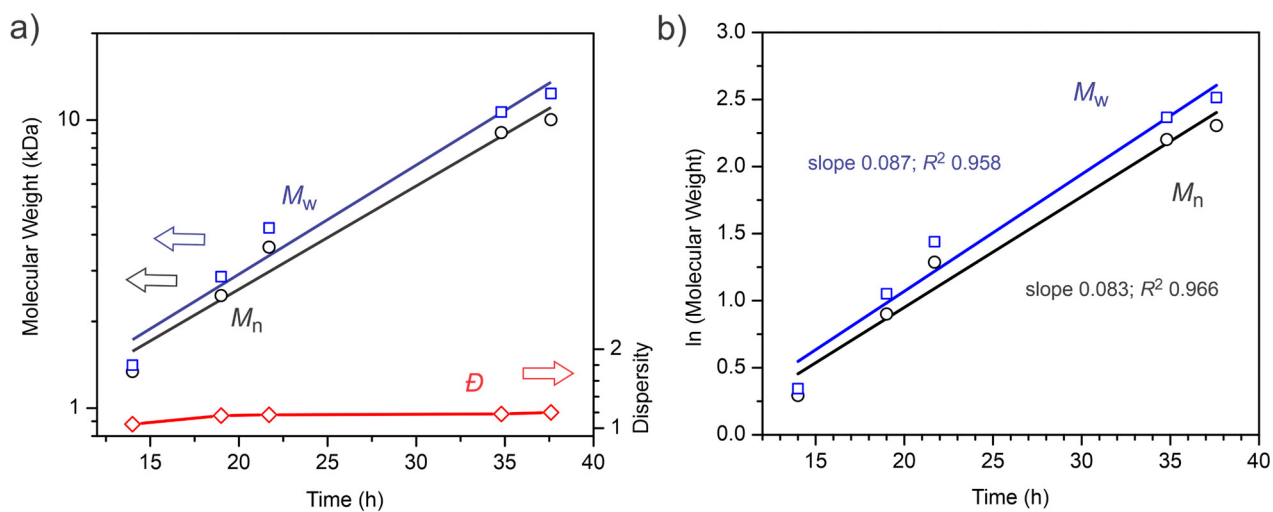 a)
Molecular Weight (kDa)
10
1
Mw
Mn
Đ
2
1
Dispersity
15 20 25 30 35 40
Time (h)
b)
ln (Molecular Weight)
3.0
2.5
2.0
1.5
1.0
0.5
0.0
Mw
slope 0.087; R² 0.958
Mn
slope 0.083; R² 0.966
15 20 25 30 35 40
Time (h)